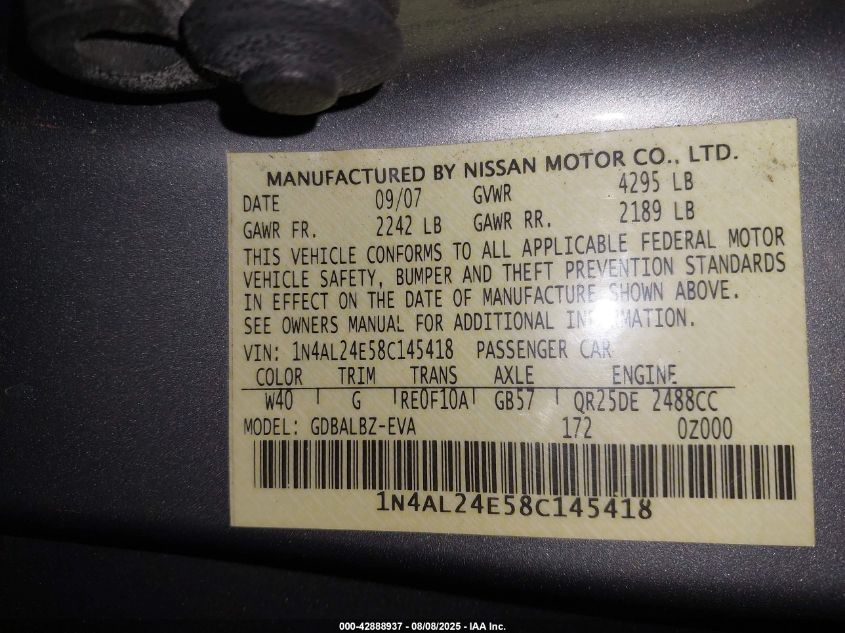 MANUFACTURED BY NISSAN MOTOR CO., LTD.
DATE 09/07 GVWR 4295 LB
GAWR FR. 2242 LB GAWR RR. 2189 LB
THIS VEHICLE CONFORMS TO ALL APPLICABLE FEDERAL MOTOR
VEHICLE SAFETY, BUMPER AND THEFT PREVENTION STANDARDS
IN EFFECT ON THE DATE OF MANUFACTURE SHOWN ABOVE.
SEE OWNERS MANUAL FOR ADDITIONAL INFORMATION.
VIN: 1N4AL24E58C145418 PASSENGER CAR
COLOR TRIM TRANS AXLE ENGINE
W40 G RE0F10A GB57 QR25DE 2488CC
MODEL: GDBALBZ-EVA 172 0Z000
1N4AL24E58C145418
000-42888937 - 08/08/2025 - IAA Inc.